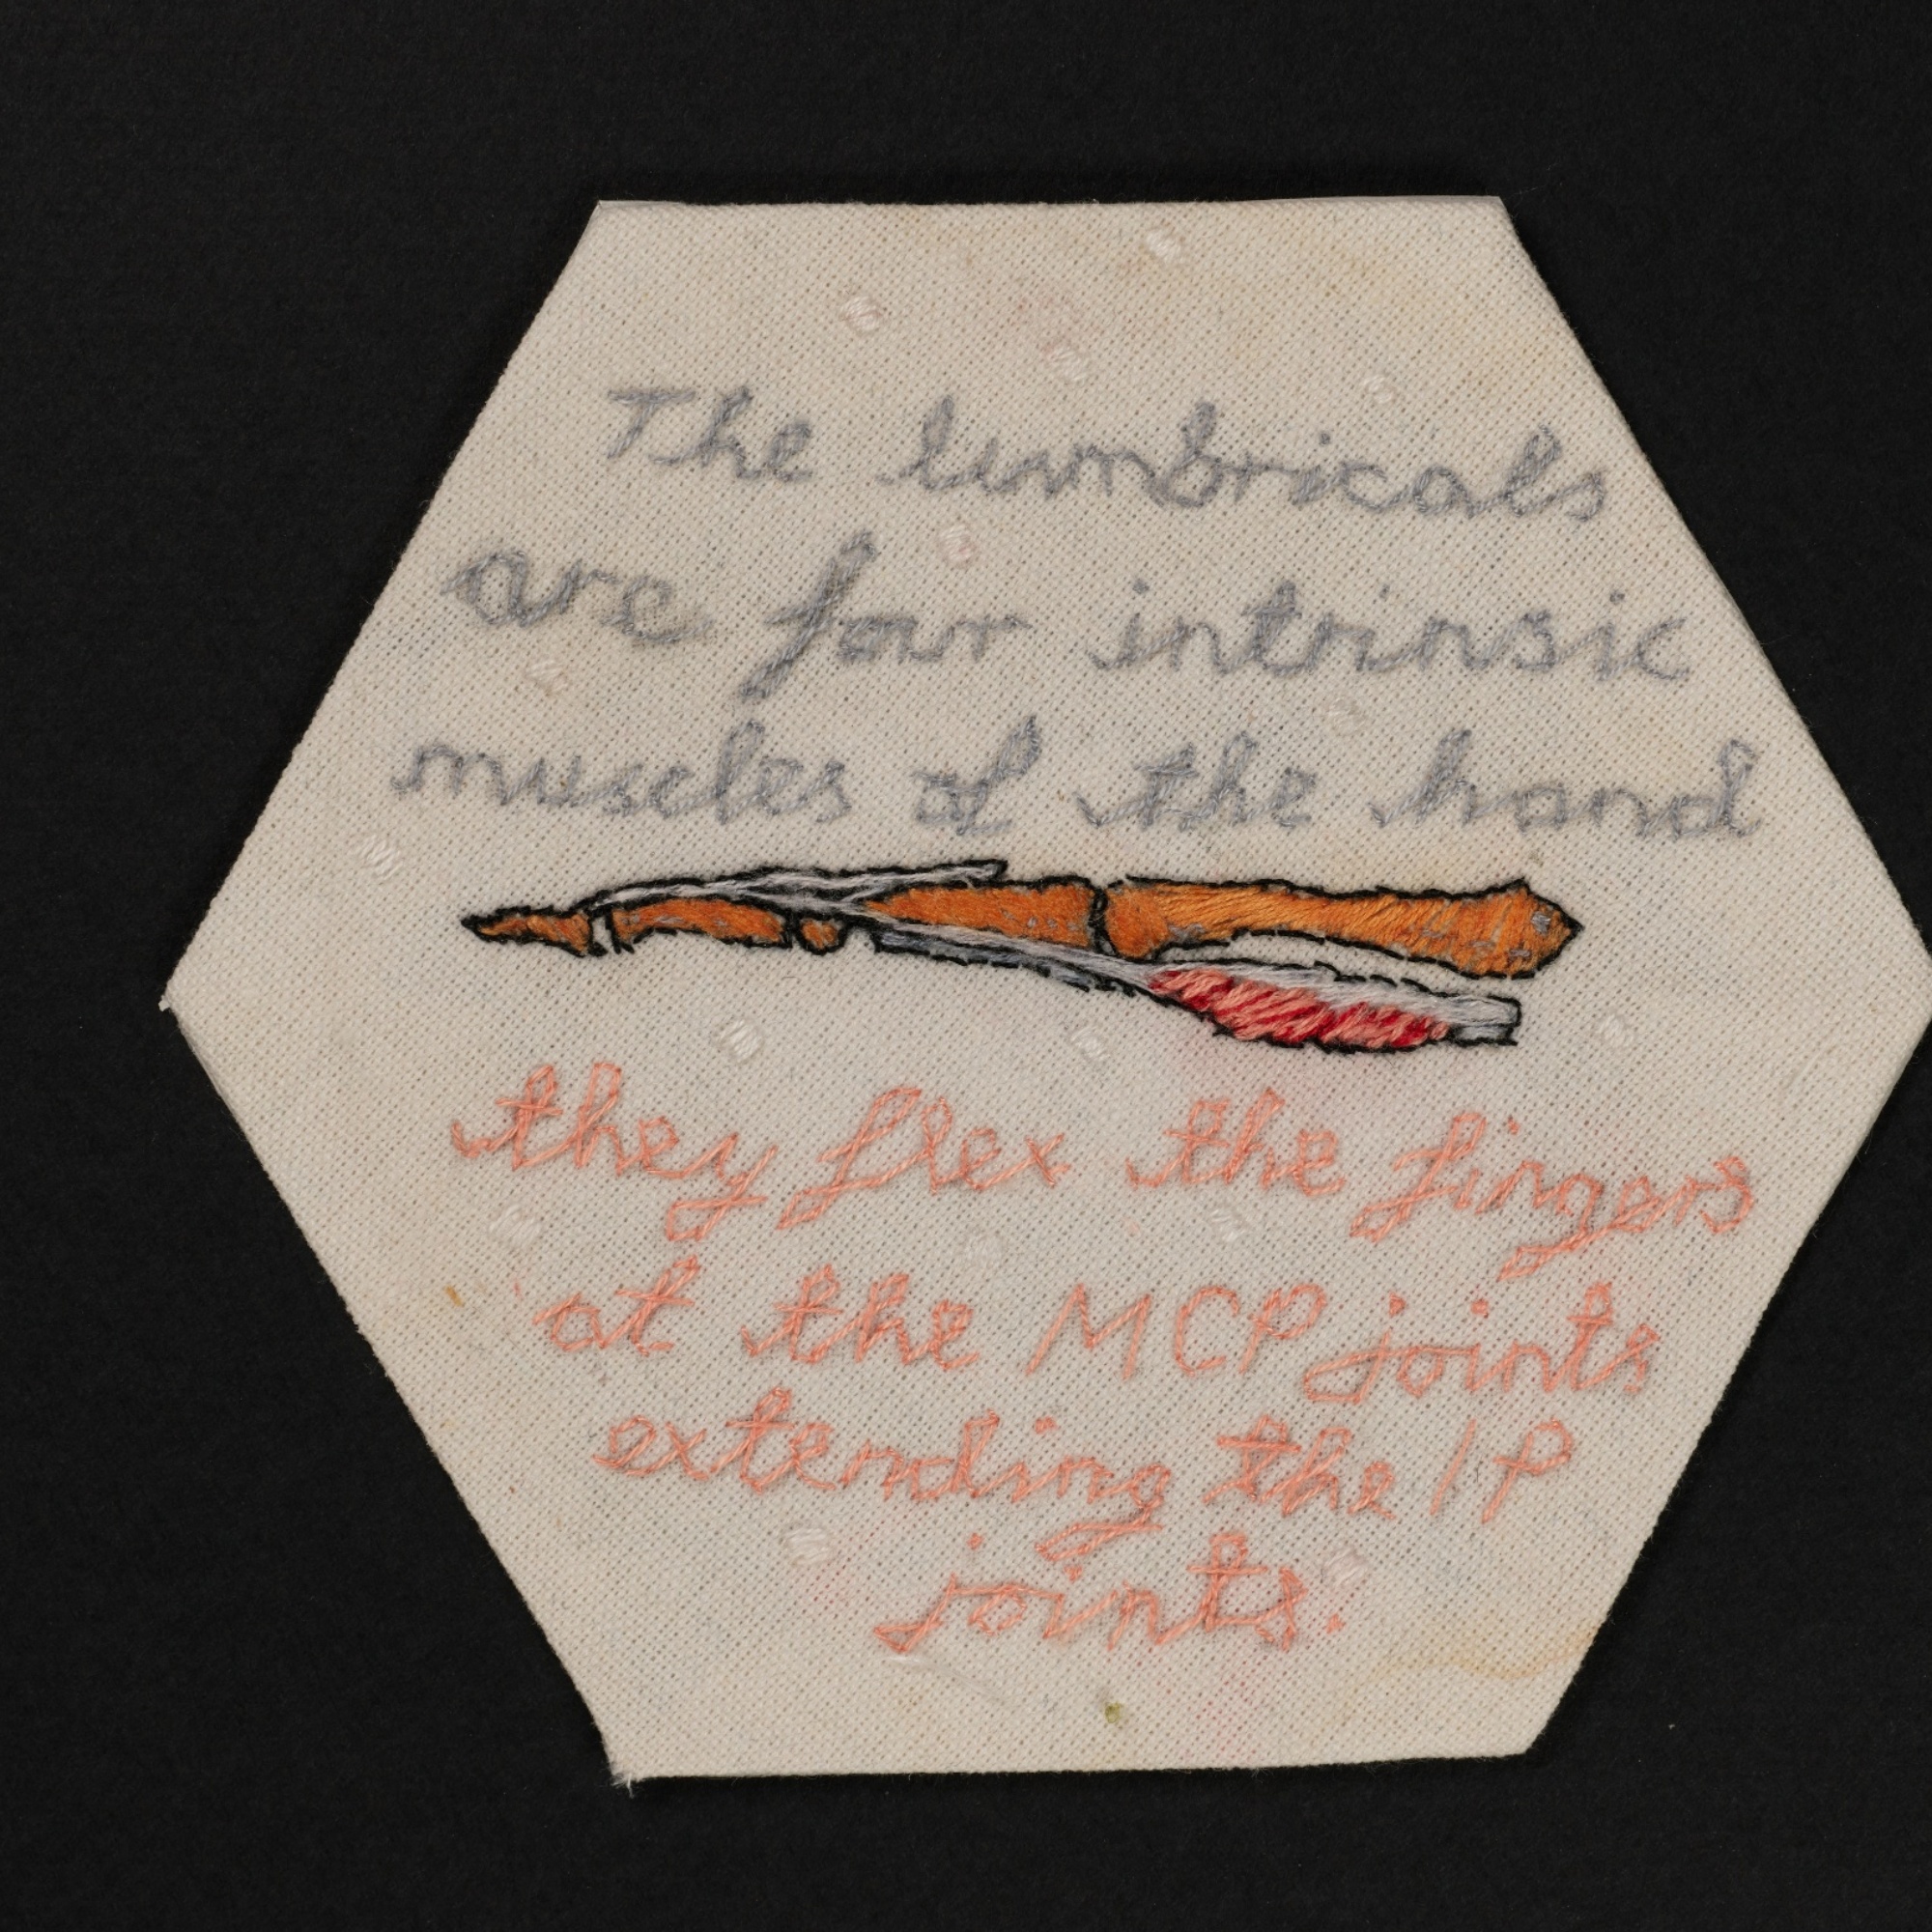 The lumbricals
are four intrinsic
muscles of the hand
they flex the fingers
at the MCP joints
extending the IP
joints.